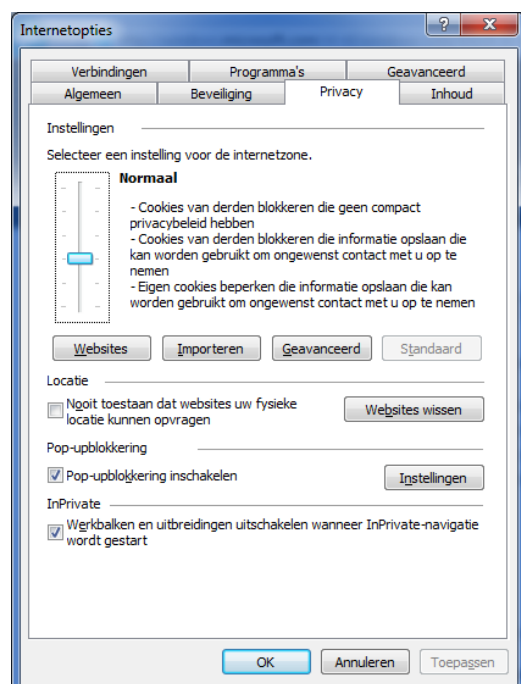 Internetopties
Verbindingen Programma's Geavanceerd
Algemeen Beveiliging Privacy Inhoud
Instellingen
Selecteer een instelling voor de internetzone.
Normaal
- Cookies van derden blokkeren die geen compact
privacybeleid hebben
- Cookies van derden blokkeren die informatie opslaan die
kan worden gebruikt om ongewenst contact met u op te
nemen
- Eigen cookies beperken die informatie opslaan die kan
worden gebruikt om ongewenst contact met u op te nemen
Websites Importeren Geavanceerd Standaard
Locatie
Nooit toestaan dat websites uw fysieke
locatie kunnen opvragen
Websites wissen
Pop-upblokkering
Pop-upblokkering inschakelen
Instellingen
InPrivate
Werkbalken en uitbreidingen uitschakelen wanneer InPrivate-navigatie
wordt gestart
OK Annuleren Toepassen